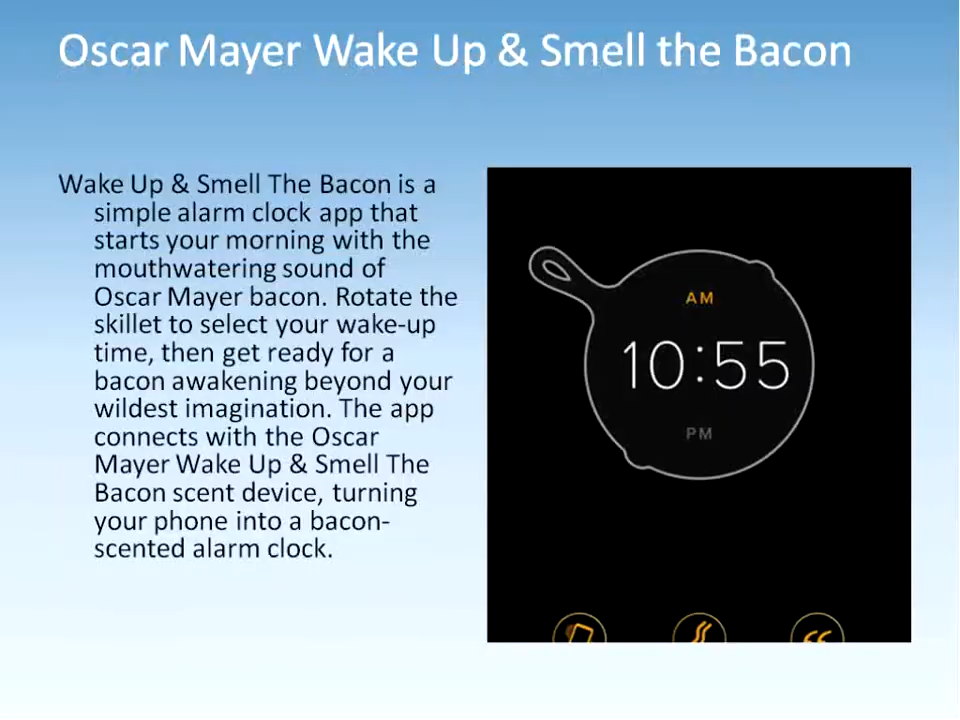 Oscar Mayer Wake Up & Smell the Bacon
Wake Up & Smell The Bacon is a
simple alarm clock app that
starts your morning with the
mouthwatering sound of
Oscar Mayer bacon. Rotate the
skillet to select your wake-up
time, then get ready for a
bacon awakening beyond your
wildest imagination. The app
connects with the Oscar
Mayer Wake Up & Smell The
Bacon scent device, turning
your phone into a bacon-
scented alarm clock.
AM
10:55
PM